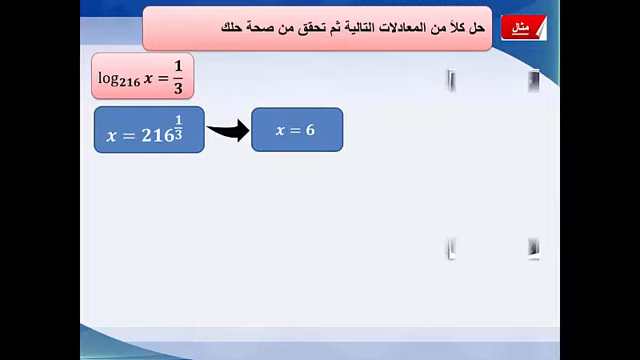 مثال
حل كلاً من المعادلات التالية ثم تحقق من صحة حلك
log₂₁₆ x = 1/3
x = 216^(1/3)
x = 6